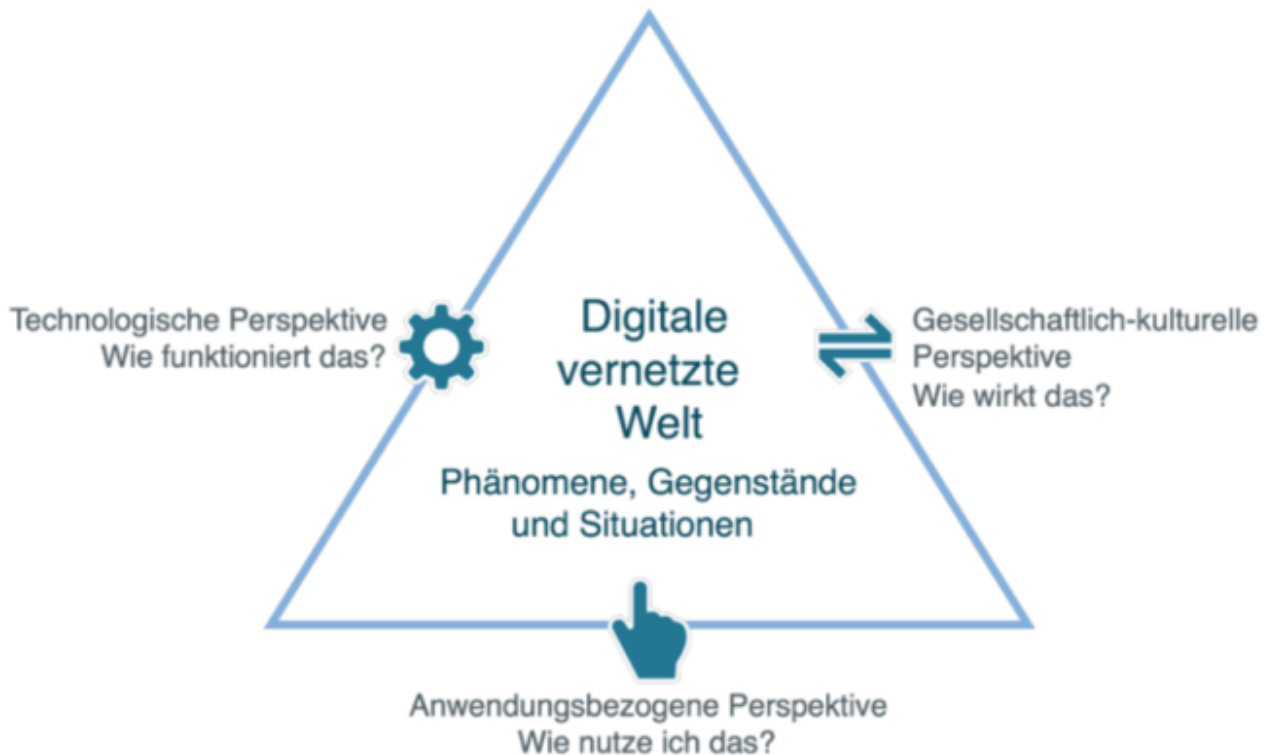 Digitale
vernetzte
Welt
Phänomene, Gegenstände
und Situationen
Technologische Perspektive
Wie funktioniert das?
Gesellschaftlich-kulturelle
Perspektive
Wie wirkt das?
Anwendungsbezogene Perspektive
Wie nutze ich das?